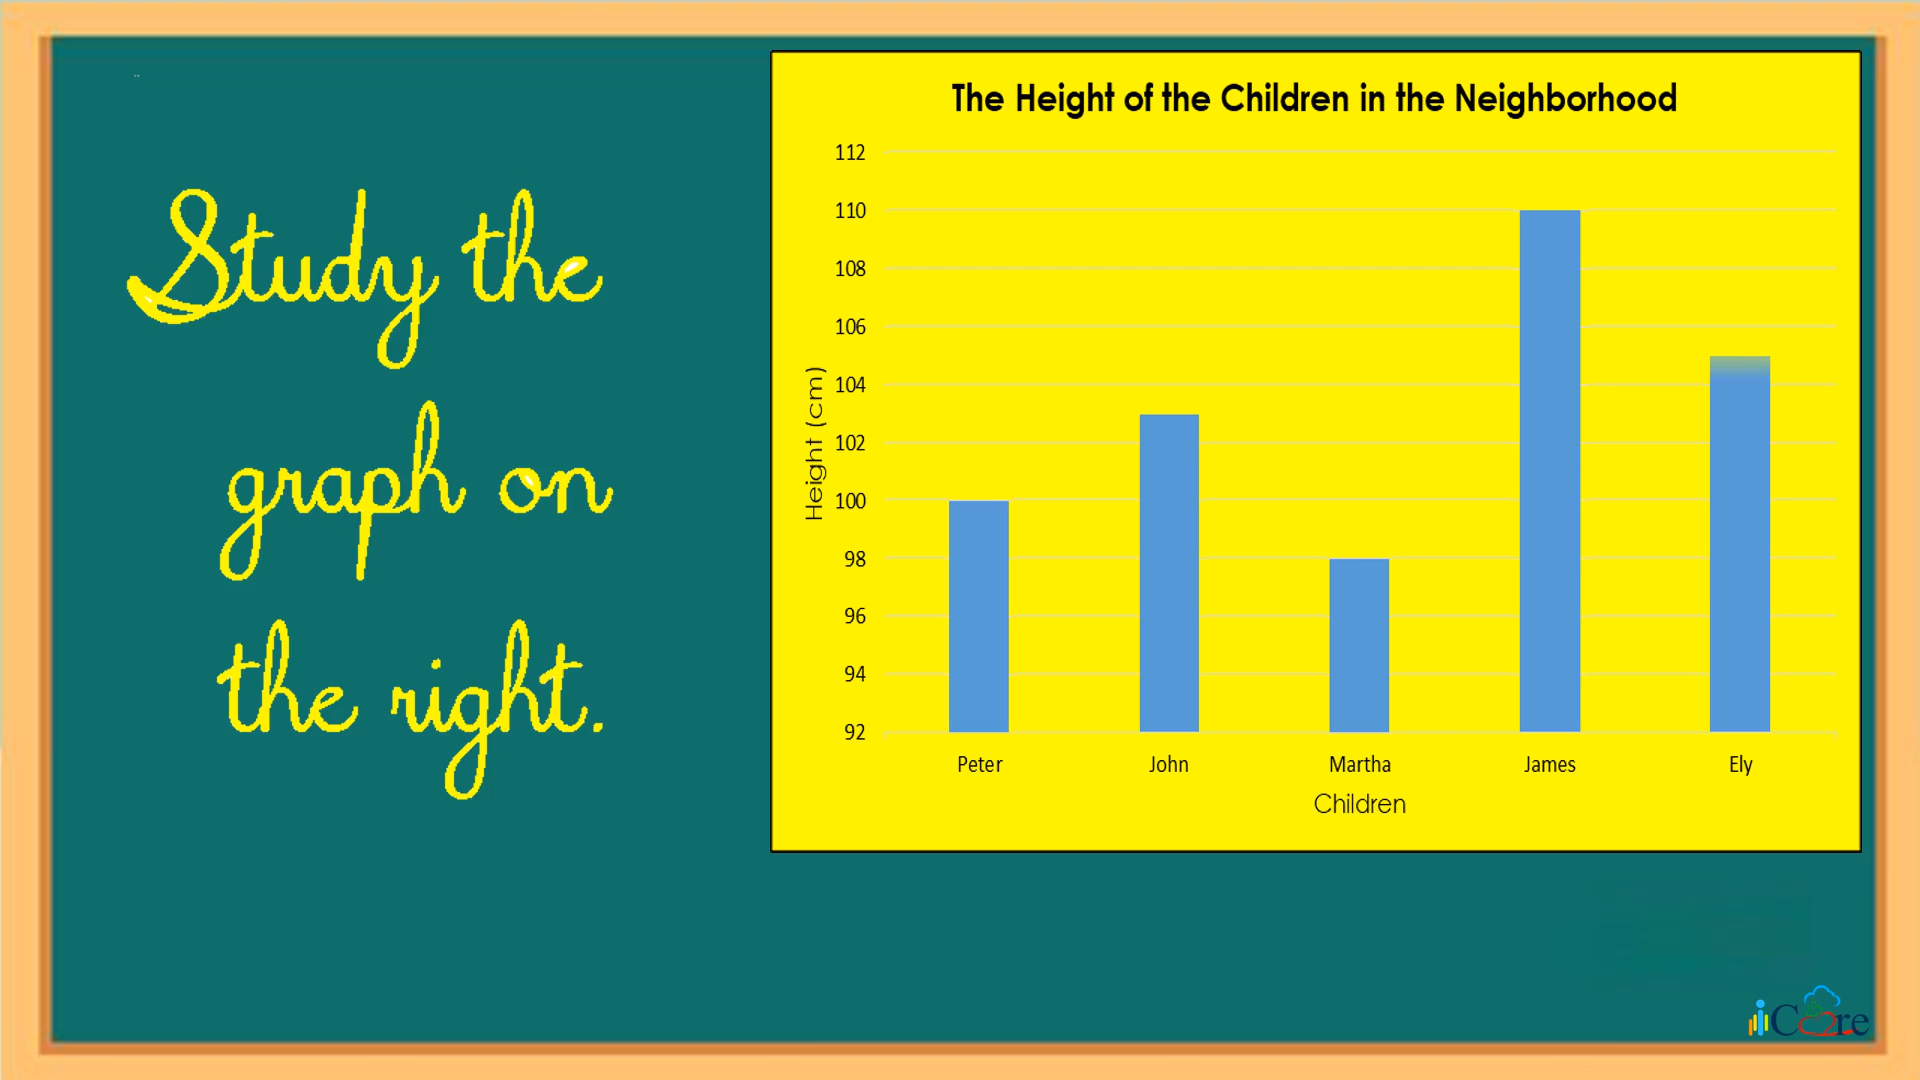 Study the
graph on
the right.
The Height of the Children in the Neighborhood
112
110
108
106
104
102
100
98
96
94
92
Height (cm)
Peter John Martha James Ely
Children
iCare